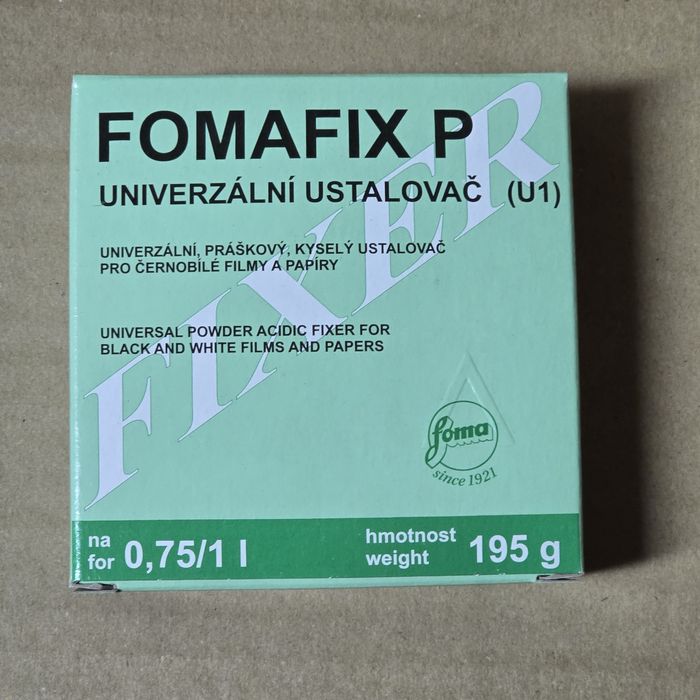 FOMAFIX P
UNIVERZÁLNÍ USTALOVAČ (U1)
UNIVERZÁLNÍ, PRÁŠKOVÝ, KYSELÝ USTALOVAČ
PRO ČERNOBÍLÉ FILMY A PAPÍRY
UNIVERSAL POWDER ACIDIC FIXER FOR
BLACK AND WHITE FILMS AND PAPERS
FIXER
foma
since 1921
na
for 0,75/1 l
hmotnost
weight 195 g